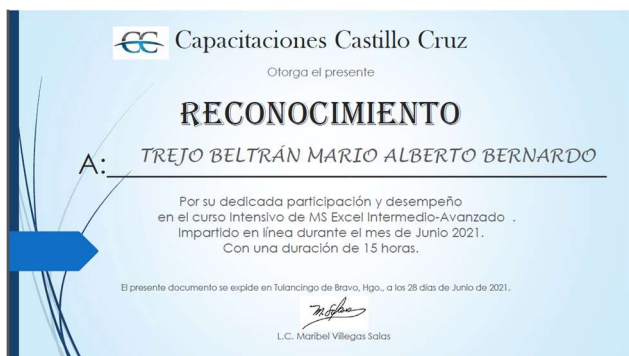 CC Capacitaciones Castillo Cruz
Otorga el presente
RECONOCIMIENTO
A: TREJO BELTRÁN MARIO ALBERTO BERNARDO
Por su dedicada participación y desempeño
en el curso Intensivo de MS Excel Intermedio-Avanzado .
Impartido en línea durante el mes de Junio 2021.
Con una duración de 15 horas.
El presente documento se expide en Tulancingo de Bravo, Hgo., a los 28 días de Junio de 2021.
M. Salas
L.C. Maribel Villegas Salas